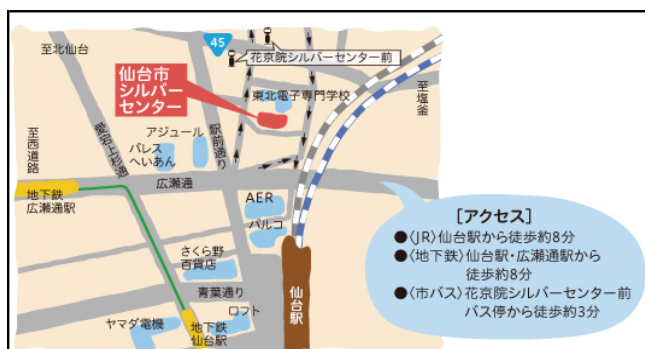 至北仙台
45
花京院シルバーセンター前
仙台市
シルバー
センター
東北電子専門学校
至塩釜
至西道路
愛宕上杉通
アジュール
駅前通り
パレス
へいあん
地下鉄
広瀬通駅
広瀬通
AER
パルコ
さくら野
百貨店
青葉通り
仙台駅
ロフト
ヤマダ電機
地下鉄
仙台駅
［アクセス］
●〈JR〉仙台駅から徒歩約8分
●〈地下鉄〉仙台駅・広瀬通駅から
徒歩約8分
●〈市バス〉花京院シルバーセンター前
バス停から徒歩約3分